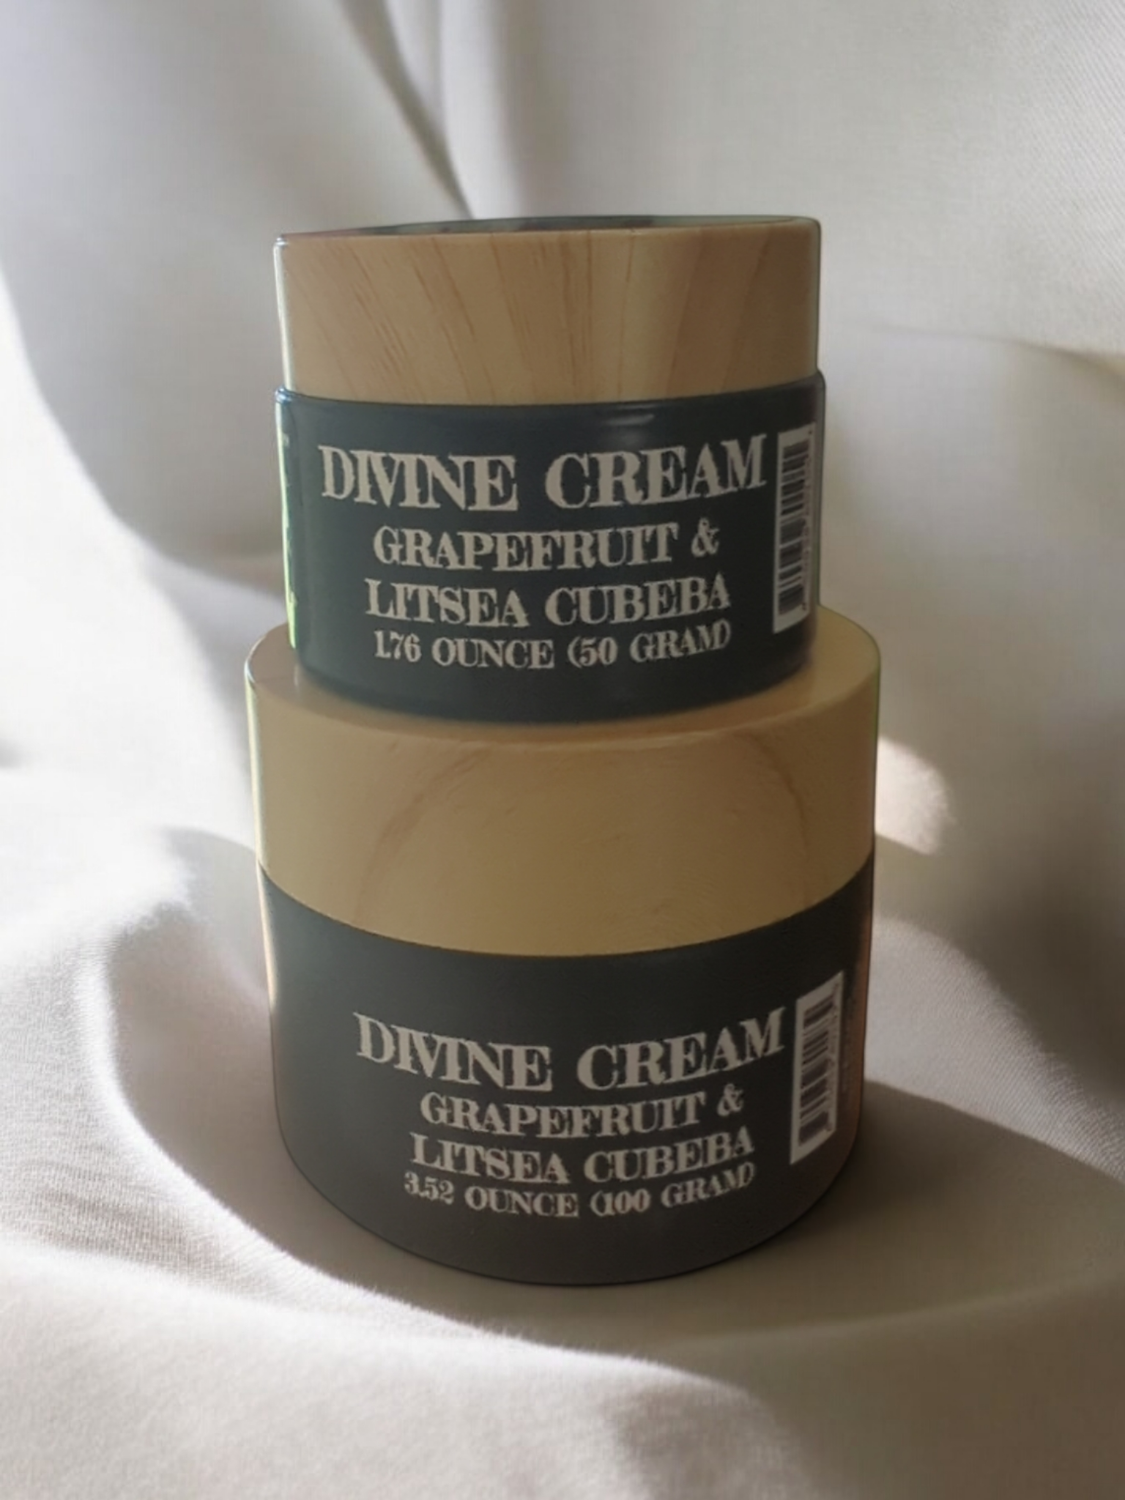 DIVINE CREAM
GRAPEFRUIT &
LITSEA CUBEBA
1.76 OUNCE (50 GRAM)
DIVINE CREAM
GRAPEFRUIT &
LITSEA CUBEBA
3.52 OUNCE (100 GRAM)